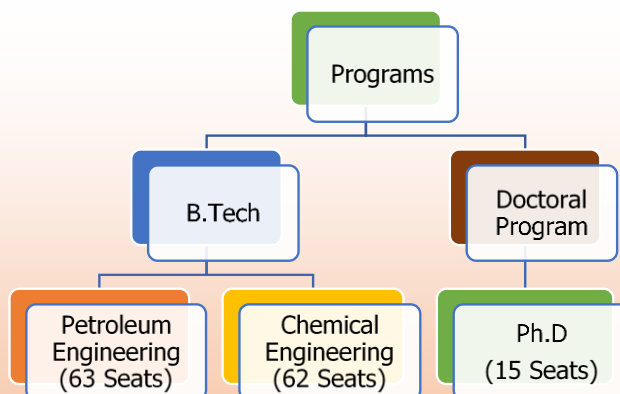 Programs
B.Tech
Doctoral
Program
Petroleum
Engineering
(63 Seats)
Chemical
Engineering
(62 Seats)
Ph.D
(15 Seats)